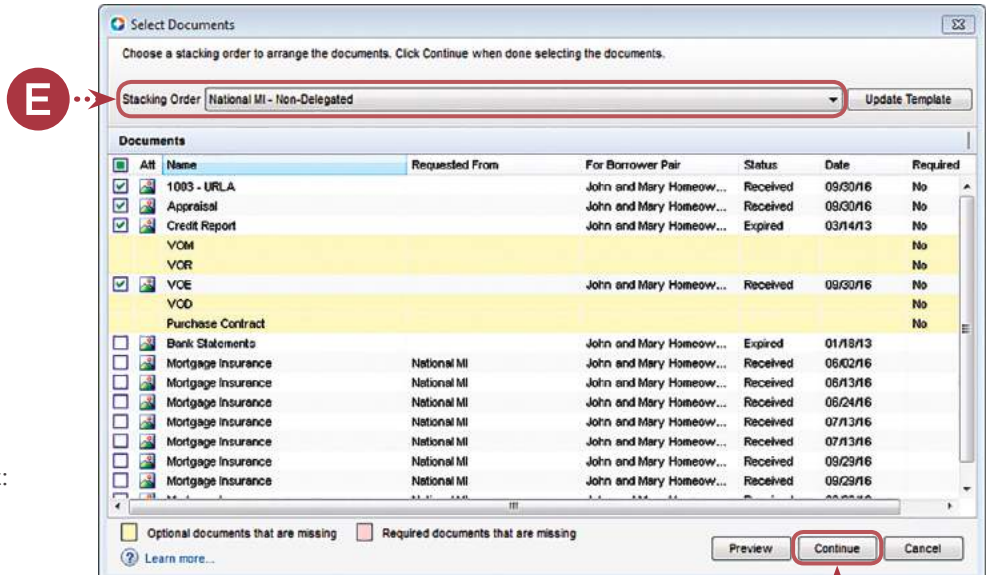 Select Documents
Choose a stacking order to arrange the documents. Click Continue when done selecting the documents.
E
Stacking Order National MI - Non-Delegated Update Template
Documents
Att Name Requested From For Borrower Pair Status Date Required
1003 - URLA John and Mary Homeow... Received 09/30/16 No
Appraisal John and Mary Homeow... Received 09/30/16 No
Credit Report John and Mary Homeow... Expired 03/14/13 No
VOM No
VOR No
VOE John and Mary Homeow... Received 09/30/16 No
VOD No
Purchase Contract No
Bank Statements John and Mary Homeow... Expired 01/18/13
Mortgage Insurance National MI John and Mary Homeow... Received 06/02/16
Mortgage Insurance National MI John and Mary Homeow... Received 06/13/16
Mortgage Insurance National MI John and Mary Homeow... Received 06/24/16
Mortgage Insurance National MI John and Mary Homeow... Received 07/13/16
Mortgage Insurance National MI John and Mary Homeow... Received 07/13/16
Mortgage Insurance National MI John and Mary Homeow... Received 09/29/16
Mortgage Insurance National MI John and Mary Homeow... Received 09/29/16
Optional documents that are missing Required documents that are missing
Learn more... Preview Continue Cancel